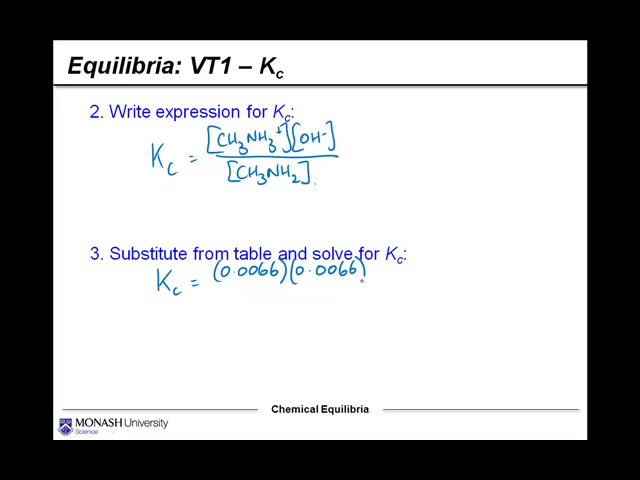 Equilibria: VT1 – Kc
2. Write expression for Kc:
Kc = [CH3NH3+][OH-]
[CH3NH2]
3. Substitute from table and solve for Kc:
Kc = (0.0066)(0.0066)
Chemical Equilibria
MONASH University
Science